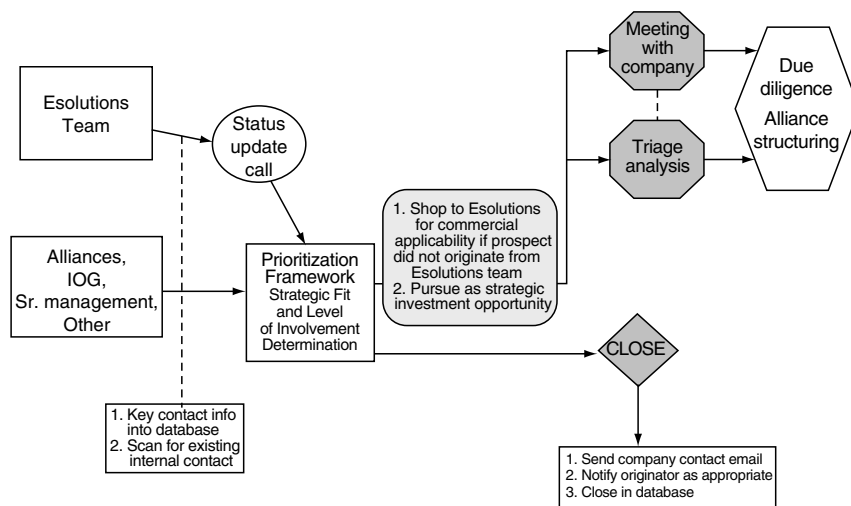 Esolutions
Team
Status
update
call
Meeting
with
company
Due
diligence
Alliance
structuring
Triage
analysis
Alliances,
IOG,
Sr. management,
Other
Prioritization
Framework
Strategic Fit
and Level
of Involvement
Determination
1. Shop to Esolutions
for commercial
applicability if prospect
did not originate from
Esolutions team
2. Pursue as strategic
investment opportunity
CLOSE
1. Key contact info
into database
2. Scan for existing
internal contact
1. Send company contact email
2. Notify originator as appropriate
3. Close in database